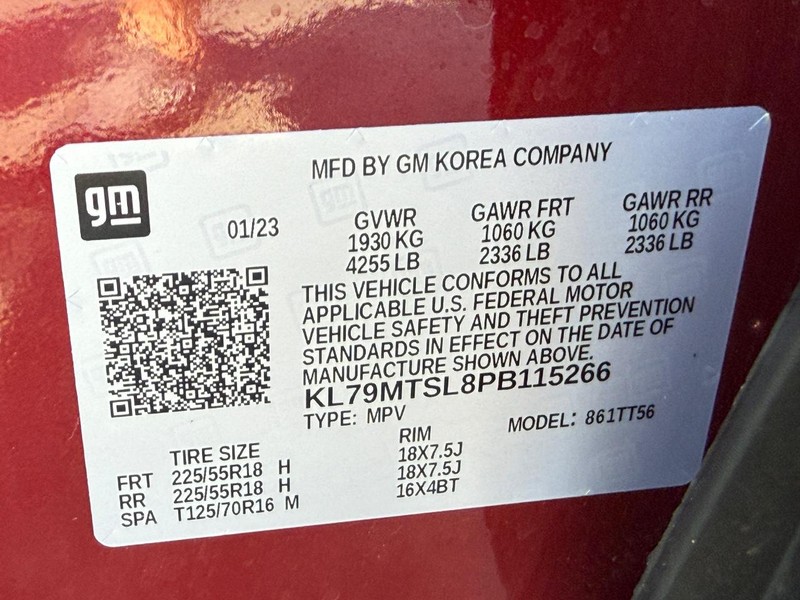 MFD BY GM KOREA COMPANY
gm
01/23
GVWR
1930 KG
4255 LB
GAWR FRT
1060 KG
2336 LB
GAWR RR
1060 KG
2336 LB
THIS VEHICLE CONFORMS TO ALL
APPLICABLE U.S. FEDERAL MOTOR
VEHICLE SAFETY AND THEFT PREVENTION
STANDARDS IN EFFECT ON THE DATE OF
MANUFACTURE SHOWN ABOVE.
KL79MTSL8PB115266
TYPE: MPV MODEL: 861TT56
TIRE SIZE RIM
FRT 225/55R18 H 18X7.5J
RR 225/55R18 H 18X7.5J
SPA T125/70R16 M 16X4BT